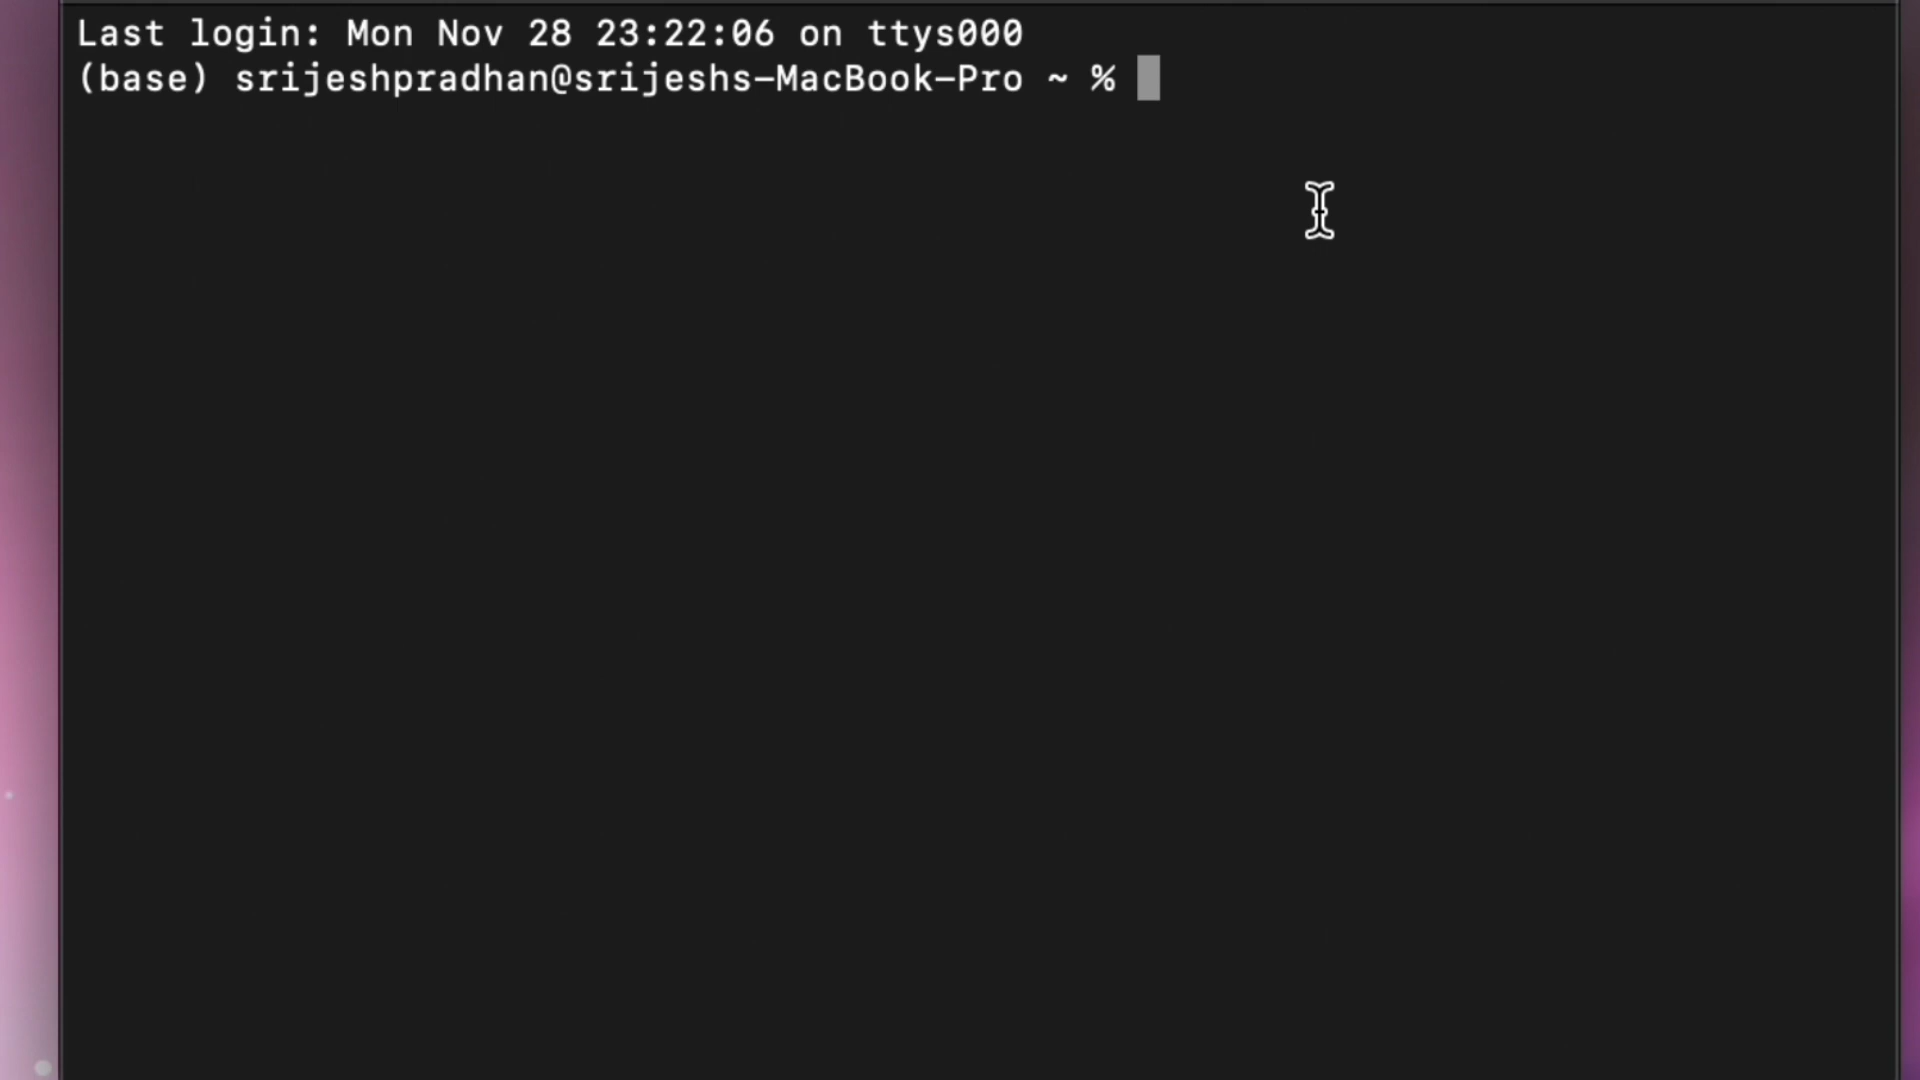 Last login: Mon Nov 28 23:22:06 on ttys000
(base) srijeshpradhan@srijeshs-MacBook-Pro ~ %